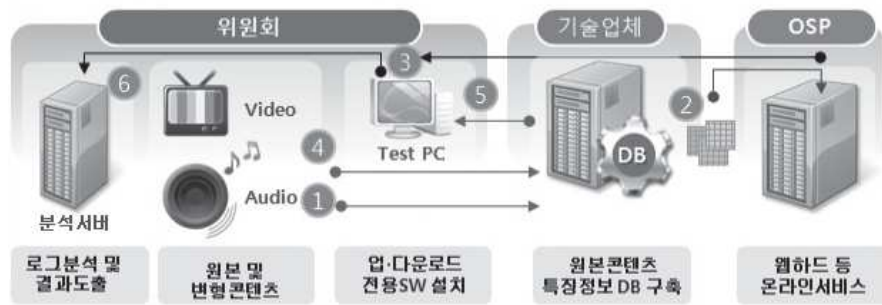 위원회
기술업체
OSP
6
3
5
2
Video
4
Test PC
DB
Audio
1
분석서버
로그분석 및
결과도출
원본 및
변형콘텐츠
업·다운로드
전용SW 설치
원본콘텐츠
특징정보 DB 구축
웹하드 등
온라인서비스